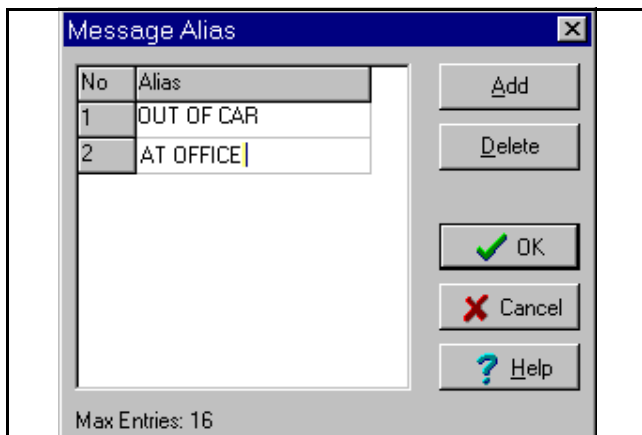 Message Alias
No Alias
1 OUT OF CAR
2 AT OFFICE
Add
Delete
OK
Cancel
? Help
Max Entries: 16